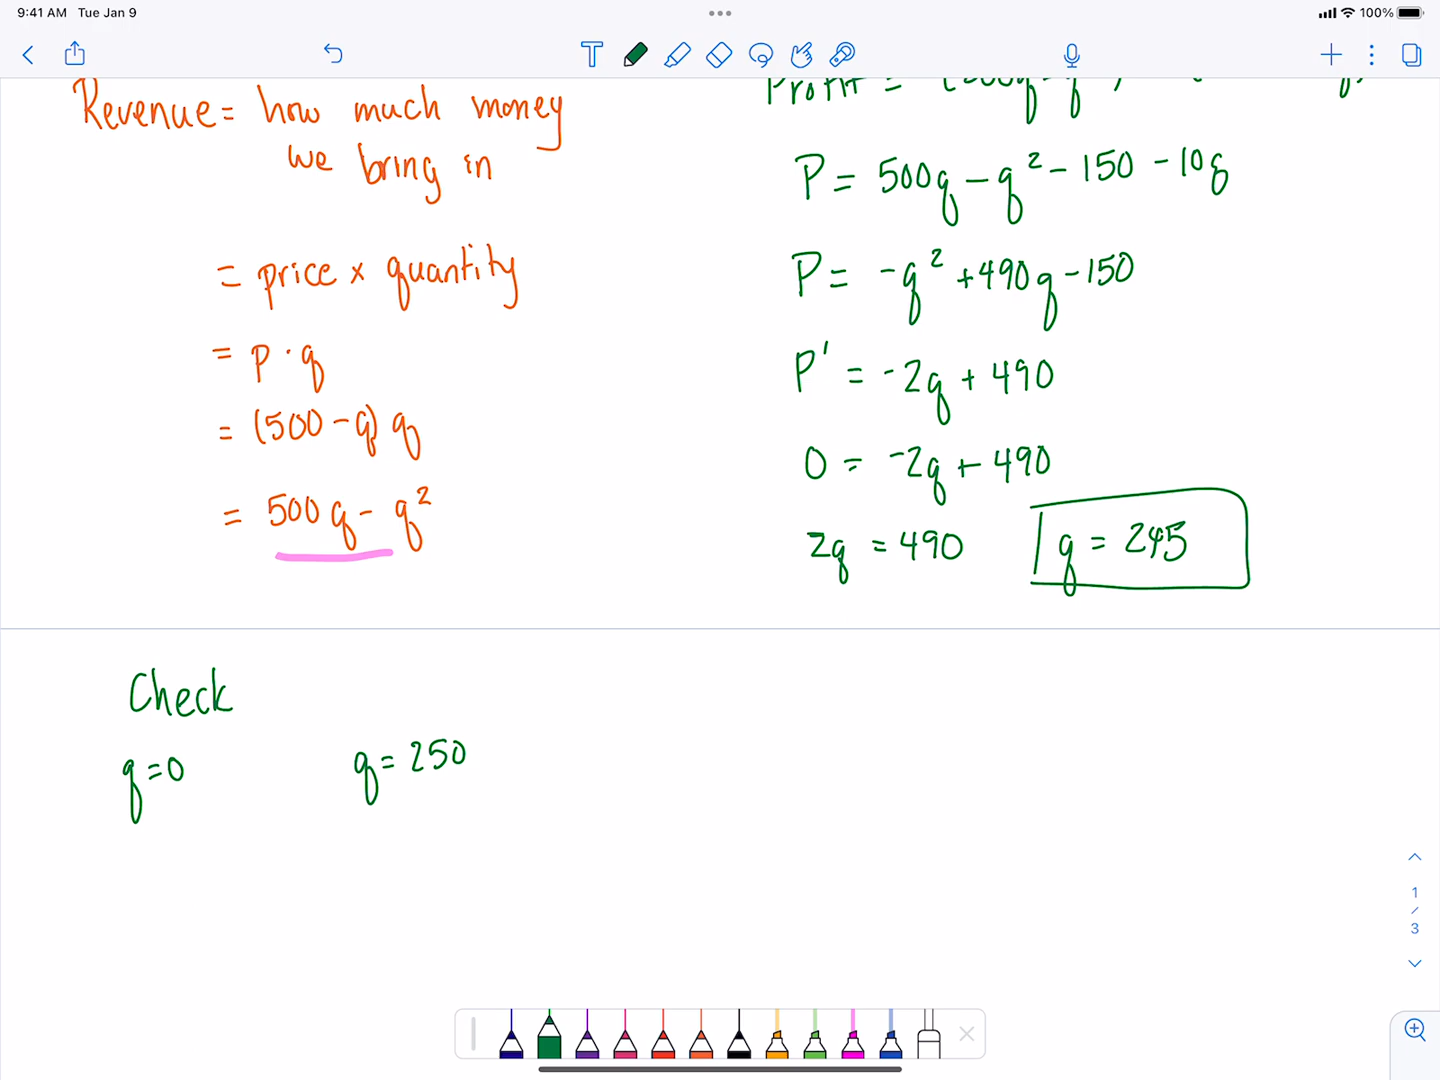 9:41 AM Tue Jan 9
100%
Revenue = how much money
we bring in
= price × quantity
= p · q
= (500 - q) q
= 500q - q²
Profit =
P = 500q - q² - 150 - 10q
P = -q² + 490q - 150
P' = -2q + 490
0 = -2q + 490
2q = 490
q = 245
Check
q = 0
q = 250
1
/
3